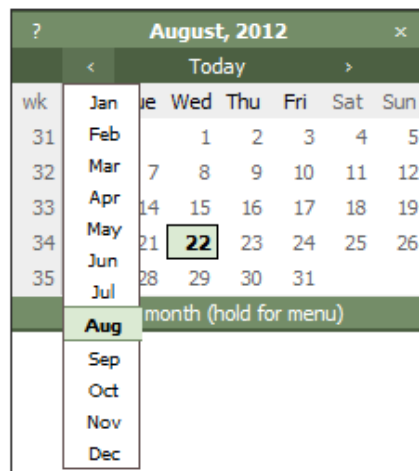 ? August, 2012 ×
‹ Today ›
wk ue Wed Thu Fri Sat Sun
31 1 2 3 4 5
32 7 8 9 10 11 12
33 14 15 16 17 18 19
34 21 22 23 24 25 26
35 28 29 30 31
month (hold for menu)
Jan
Feb
Mar
Apr
May
Jun
Jul
Aug
Sep
Oct
Nov
Dec